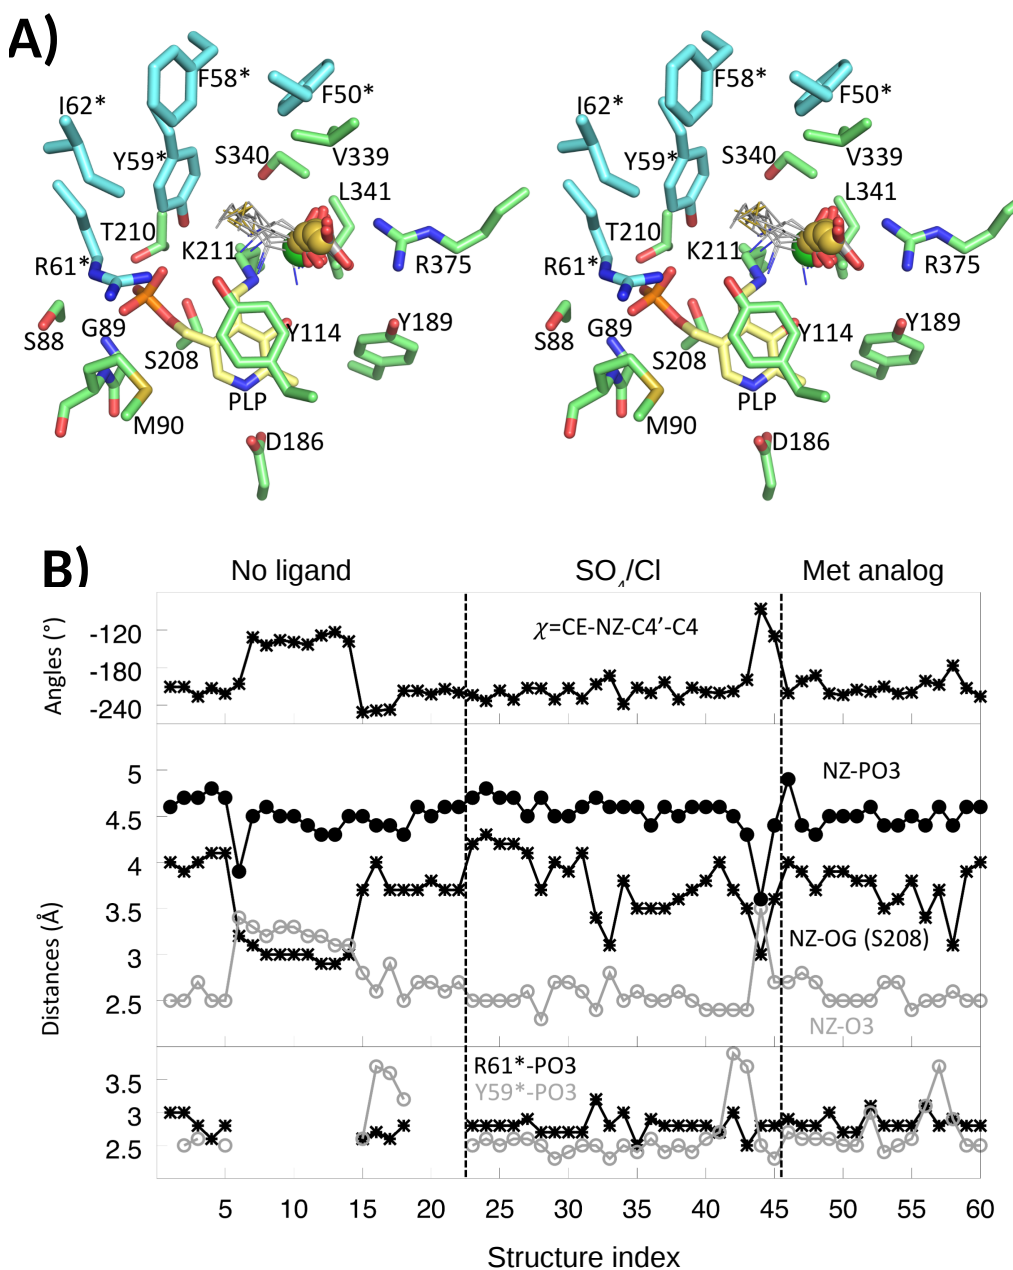 A)
F58*
F50*
I62*
Y59*
S340
V339
L341
T210
K211
R375
R61*
S88
G89
S208
Y114
Y189
PLP
M90
D186
F58*
F50*
I62*
Y59*
S340
V339
L341
T210
K211
R375
R61*
S88
G89
S208
Y114
Y189
PLP
M90
D186
B)
No ligand
SO4/Cl
Met analog
Angles (°)
-120
-180
-240
χ=CE-NZ-C4’-C4
Distances (Å)
5
4.5
4
3.5
3
2.5
NZ-PO3
NZ-OG (S208)
NZ-O3
3.5
3
2.5
R61*-PO3
Y59*-PO3
5 10 15 20 25 30 35 40 45 50 55 60
Structure index